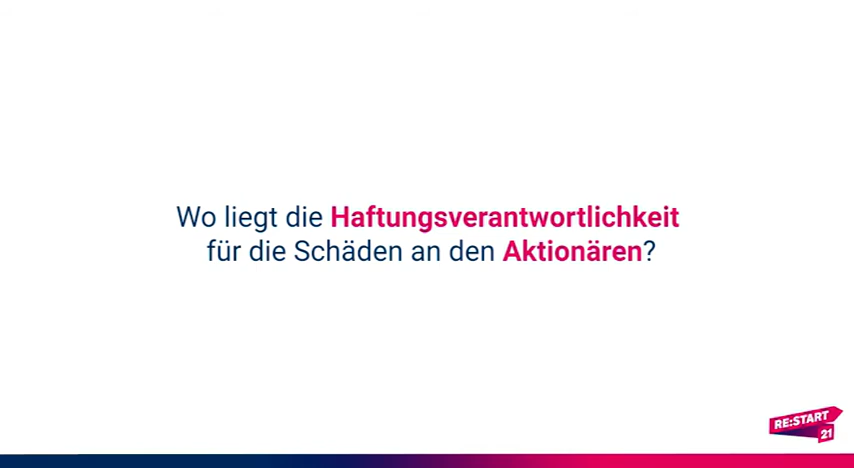 Wo liegt die Haftungsverantwortlichkeit
für die Schäden an den Aktionären?
RE:START
21